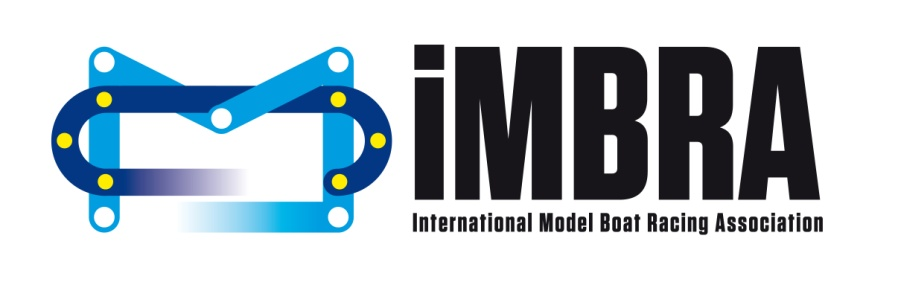 iMBRA
International Model Boat Racing Association